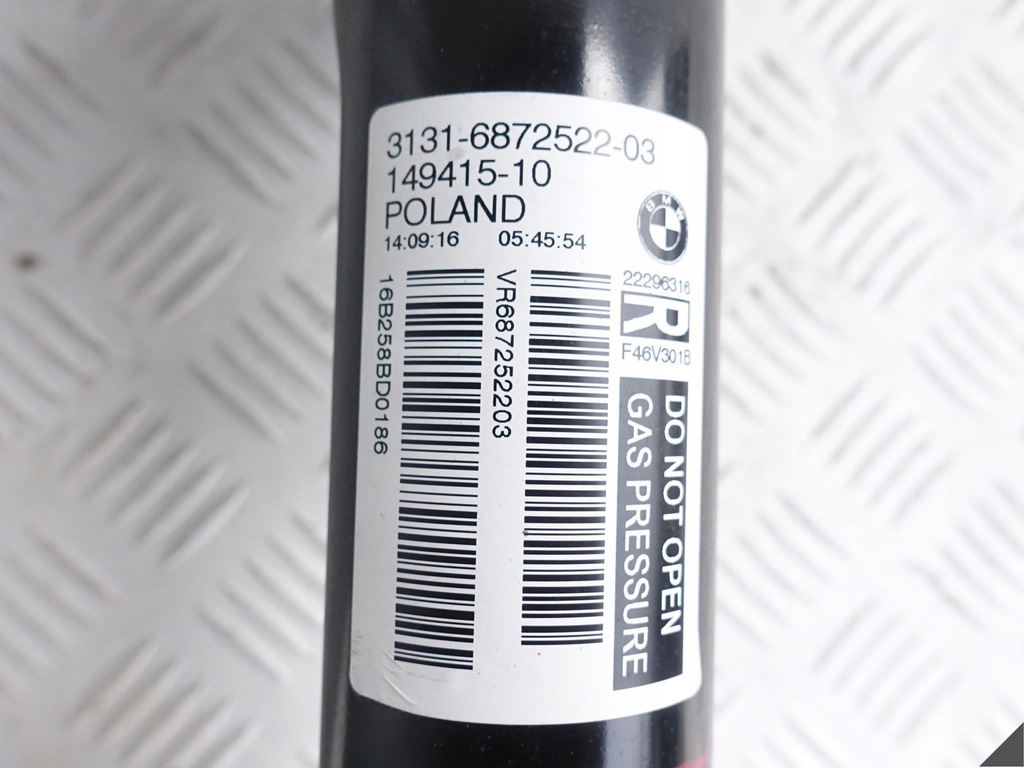 3131-6872522-03
149415-10
POLAND
14:09:16 05:45:54
BMW
22296316
R
F46V301B
16B258BD0186
VR687252203
DO NOT OPEN
GAS PRESSURE